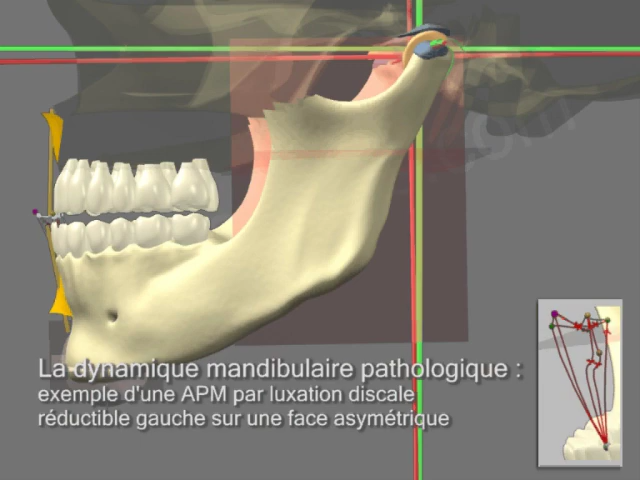 La dynamique mandibulaire pathologique :
exemple d'une APM par luxation discale
réductible gauche sur une face asymétrique